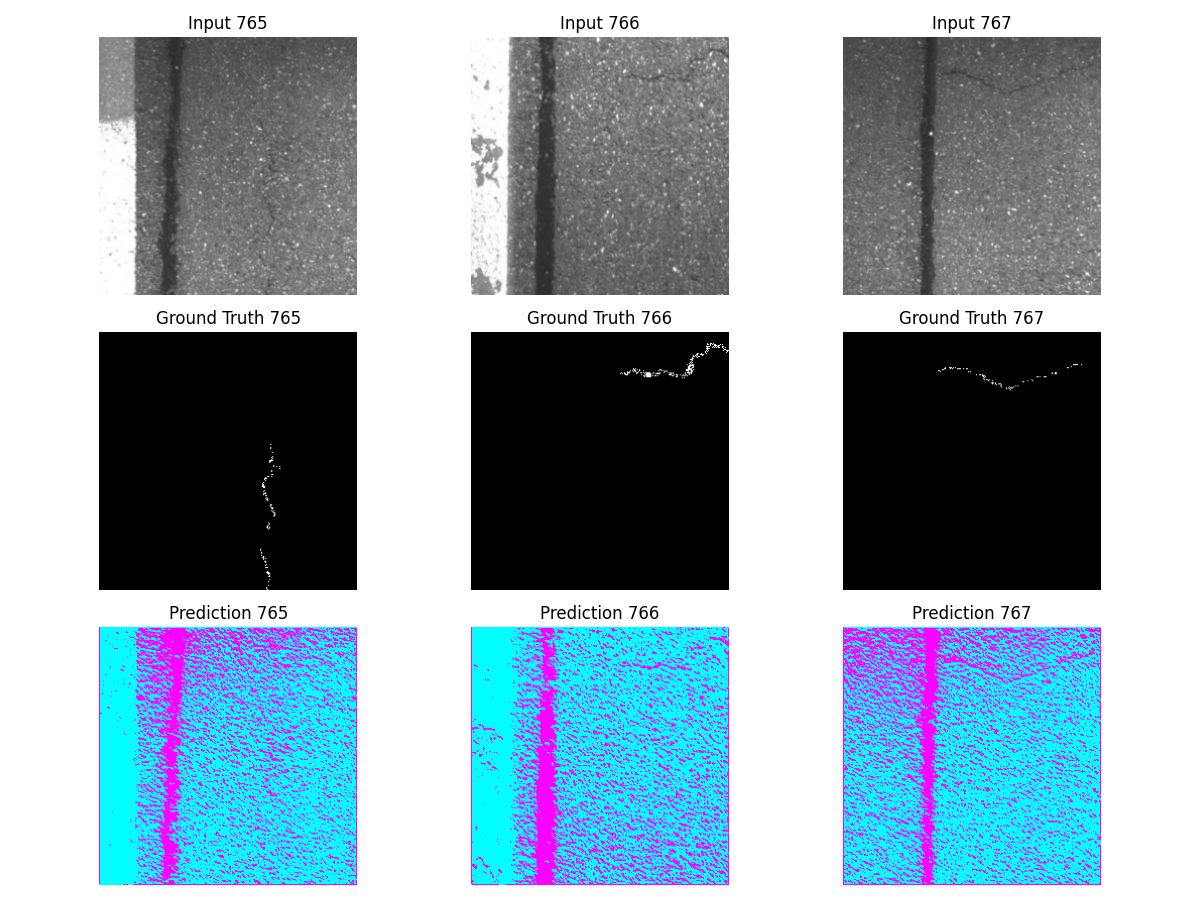 Input 765
Input 766
Input 767
Ground Truth 765
Ground Truth 766
Ground Truth 767
Prediction 765
Prediction 766
Prediction 767